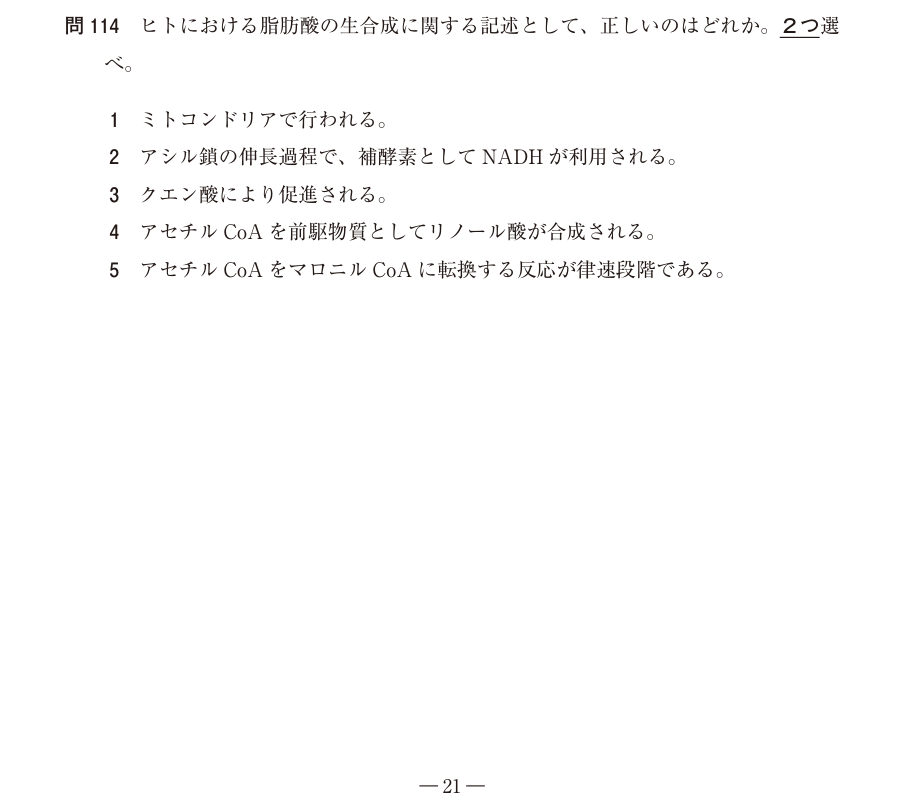 問 114 ヒトにおける脂肪酸の生合成に関する記述として、正しいのはどれか。２つ選
べ。
1 ミトコンドリアで行われる。
2 アシル鎖の伸長過程で、補酵素として NADH が利用される。
3 クエン酸により促進される。
4 アセチル CoA を前駆物質としてリノール酸が合成される。
5 アセチル CoA をマロニル CoA に転換する反応が律速段階である。
— 21 —